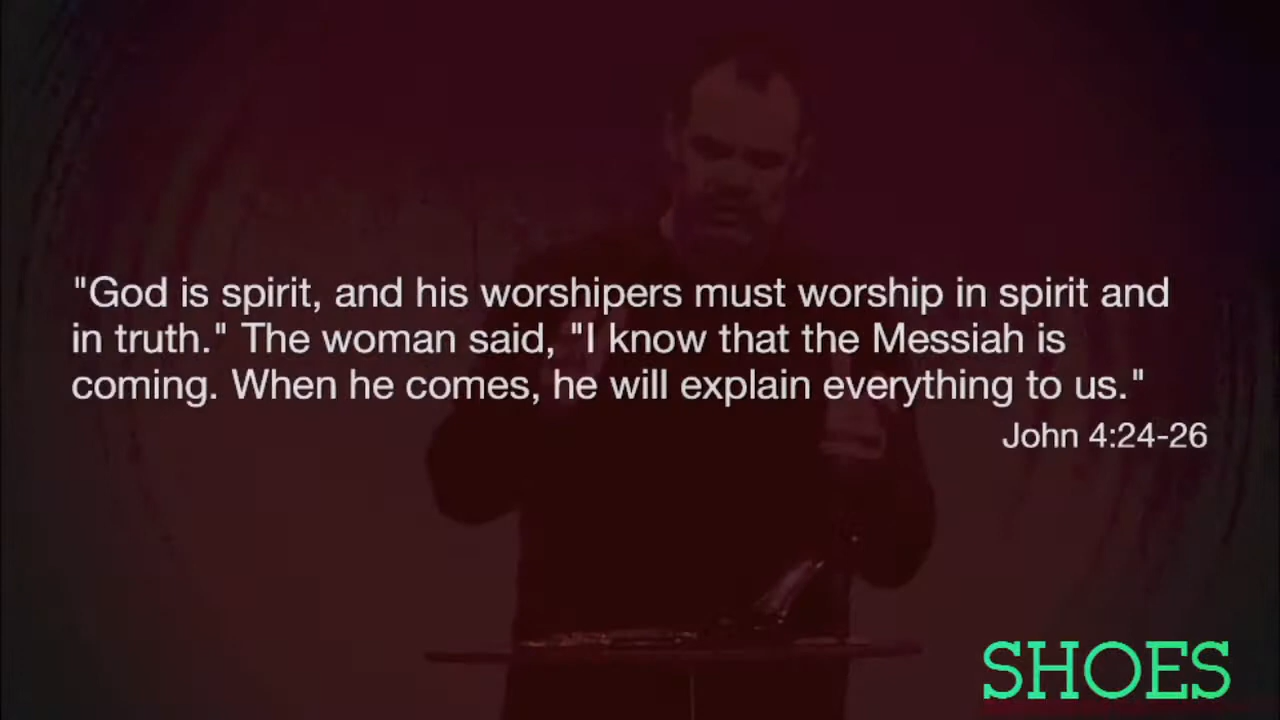 "God is spirit, and his worshipers must worship in spirit and
in truth." The woman said, "I know that the Messiah is
coming. When he comes, he will explain everything to us."
John 4:24-26
SHOES